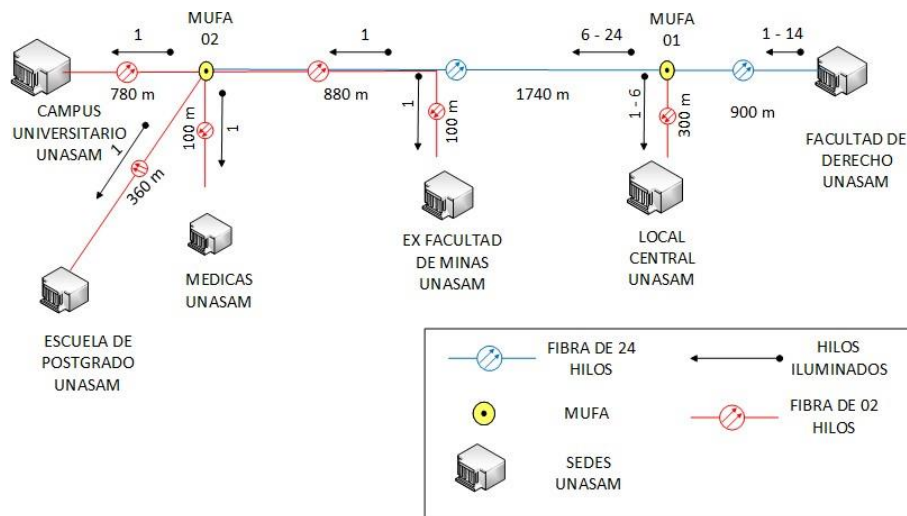 MUFA
02
MUFA
01
1
1
6 - 24
1 - 14
780 m
880 m
1740 m
900 m
CAMPUS
UNIVERSITARIO
UNASAM
1
360 m
100 m
1
1
100 m
1 - 6
300 m
FACULTAD DE
DERECHO
UNASAM
MEDICAS
UNASAM
EX FACULTAD
DE MINAS
UNASAM
LOCAL
CENTRAL
UNASAM
ESCUELA DE
POSTGRADO
UNASAM
FIBRA DE 24
HILOS
HILOS
ILUMINADOS
MUFA
FIBRA DE 02
HILOS
SEDES
UNASAM